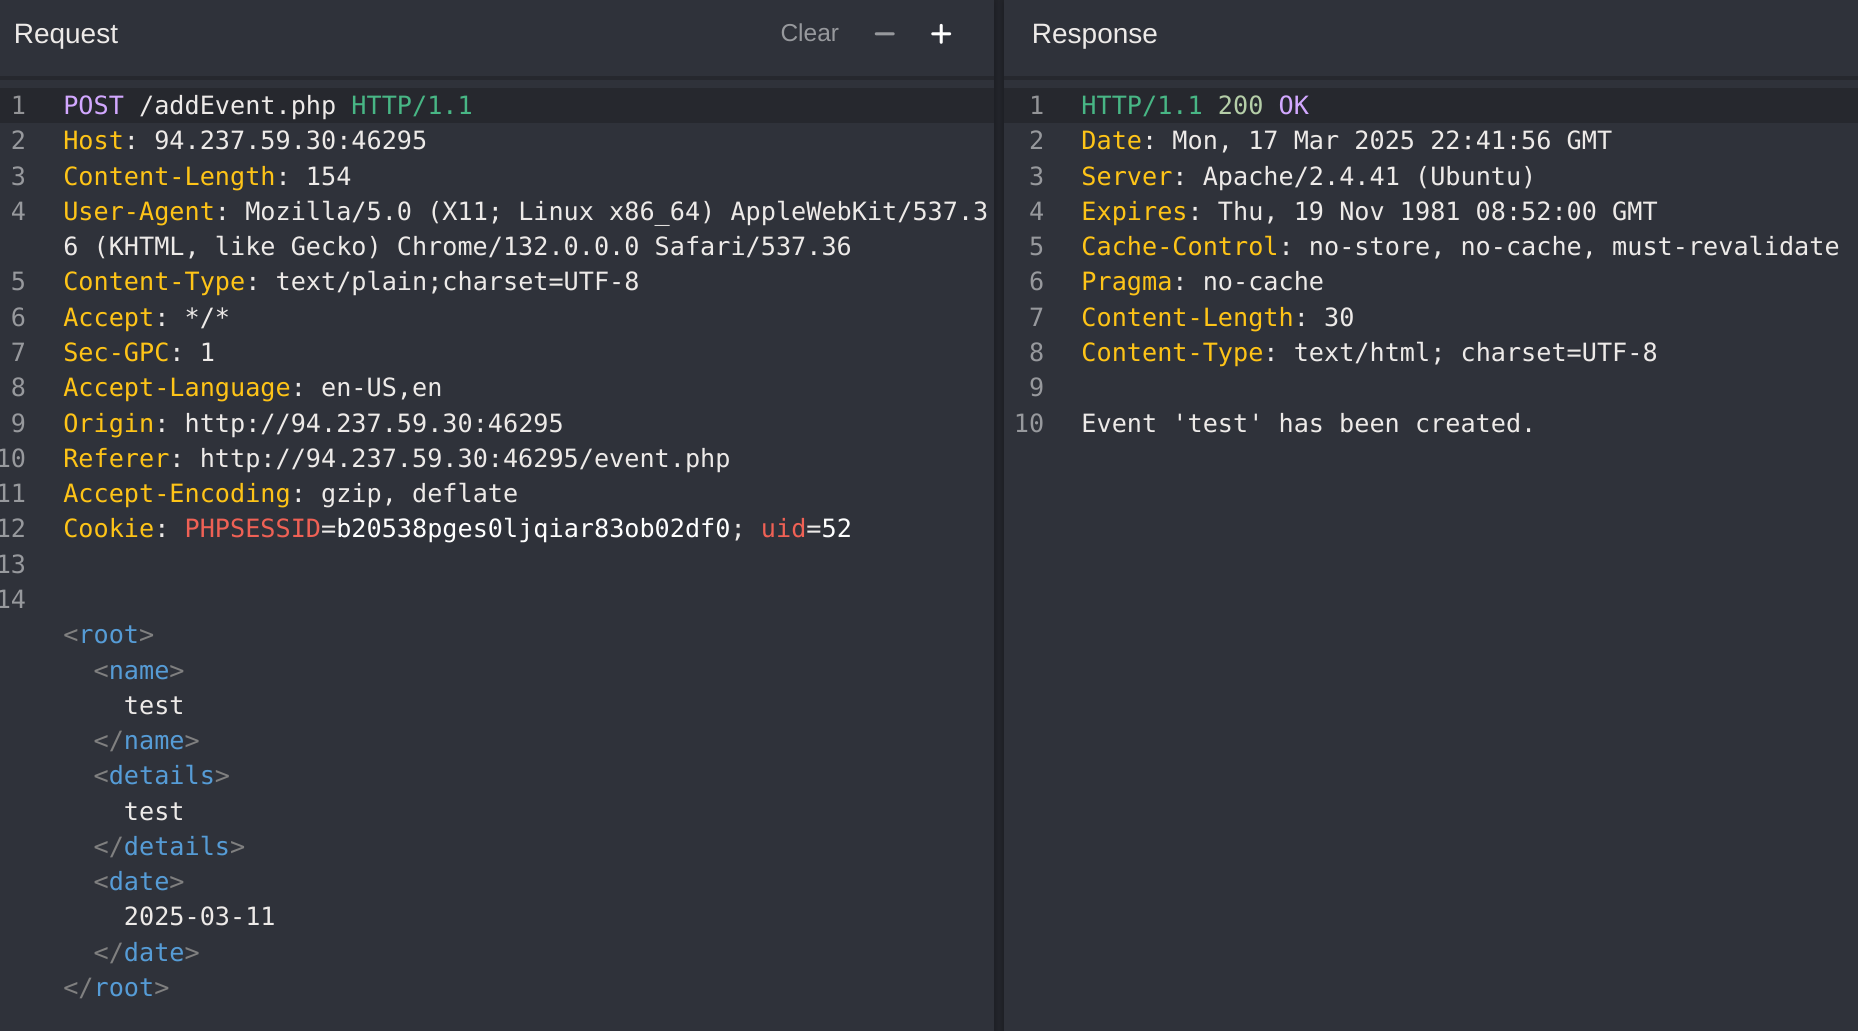 Request
Clear − +
1 POST /addEvent.php HTTP/1.1
2 Host: 94.237.59.30:46295
3 Content-Length: 154
4 User-Agent: Mozilla/5.0 (X11; Linux x86_64) AppleWebKit/537.3
6 (KHTML, like Gecko) Chrome/132.0.0.0 Safari/537.36
5 Content-Type: text/plain;charset=UTF-8
6 Accept: */*
7 Sec-GPC: 1
8 Accept-Language: en-US,en
9 Origin: http://94.237.59.30:46295
10 Referer: http://94.237.59.30:46295/event.php
11 Accept-Encoding: gzip, deflate
12 Cookie: PHPSESSID=b20538pges0ljqiar83ob02df0; uid=52
13
14
<root>
<name>
test
</name>
<details>
test
</details>
<date>
2025-03-11
</date>
</root>
Response
1 HTTP/1.1 200 OK
2 Date: Mon, 17 Mar 2025 22:41:56 GMT
3 Server: Apache/2.4.41 (Ubuntu)
4 Expires: Thu, 19 Nov 1981 08:52:00 GMT
5 Cache-Control: no-store, no-cache, must-revalidate
6 Pragma: no-cache
7 Content-Length: 30
8 Content-Type: text/html; charset=UTF-8
9
10 Event 'test' has been created.